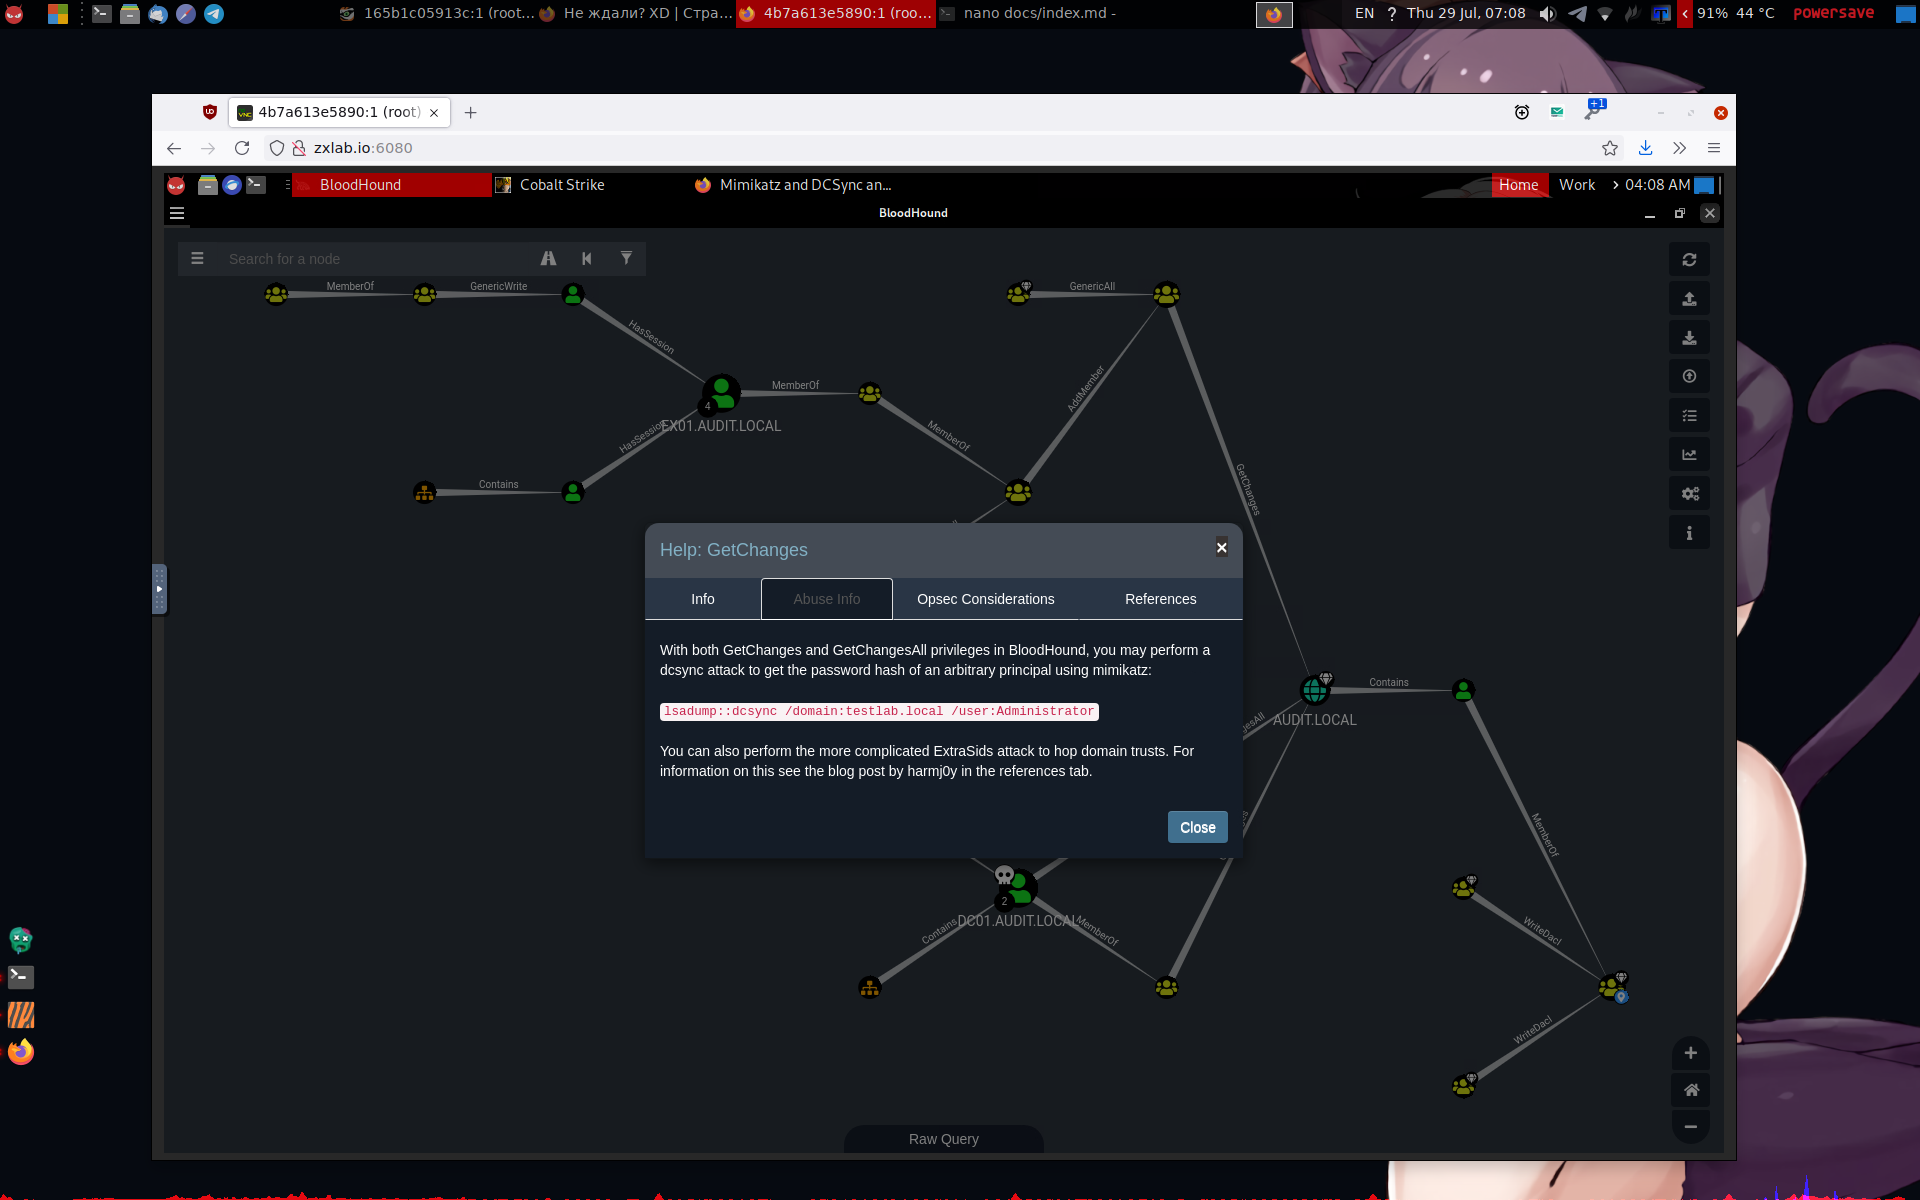 165b1c05913c:1 (root...
Не ждали? XD | Стра...
4b7a613e5890:1 (roo...
nano docs/index.md -
EN ? Thu 29 Jul, 07:08
91% 44 °C powersave
4b7a613e5890:1 (root)
+1
zxlab.io:6080
BloodHound
Cobalt Strike
Mimikatz and DCSync an...
Home Work 04:08 AM
BloodHound
Search for a node
MemberOf
GenericWrite
GenericAll
HasSession
MemberOf
AddMember
4
EX01.AUDIT.LOCAL
HasSession
MemberOf
GetChanges
Contains
Help: GetChanges
×
Info
Abuse Info
Opsec Considerations
References
With both GetChanges and GetChangesAll privileges in BloodHound, you may perform a
dcsync attack to get the password hash of an arbitrary principal using mimikatz:
lsadump::dcsync /domain:testlab.local /user:Administrator
You can also perform the more complicated ExtraSids attack to hop domain trusts. For
information on this see the blog post by harmj0y in the references tab.
Close
Contains
AUDIT.LOCAL
MemberOf
2
DC01.AUDIT.LOCAL
Contains
MemberOf
WriteDacl
WriteDacl
Raw Query